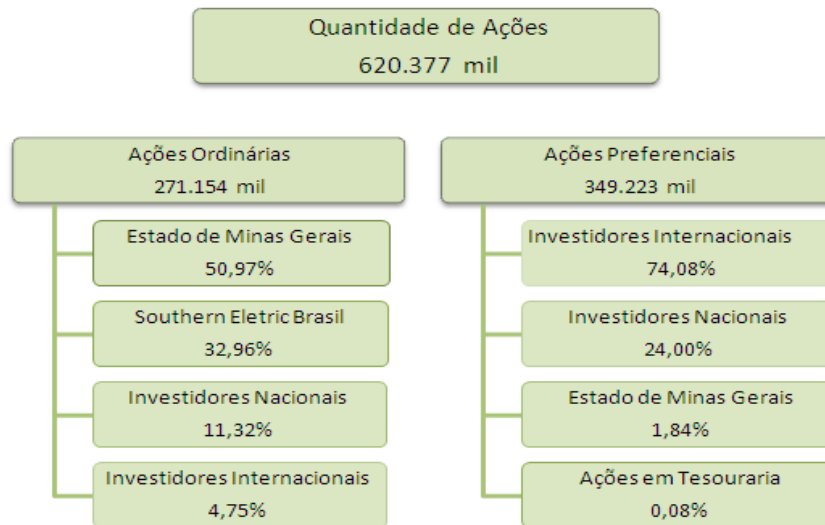 Quantidade de Ações
620.377 mil
Ações Ordinárias
271.154 mil
Estado de Minas Gerais
50,97%
Southern Eletric Brasil
32,96%
Investidores Nacionais
11,32%
Investidores Internacionais
4,75%
Ações Preferenciais
349.223 mil
Investidores Internacionais
74,08%
Investidores Nacionais
24,00%
Estado de Minas Gerais
1,84%
Ações em Tesouraria
0,08%